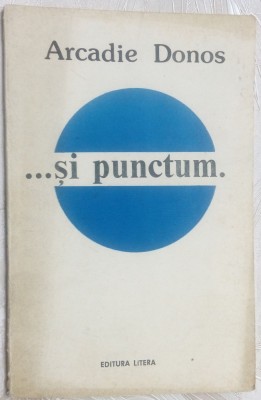 Arcadie Donos
...și punctum.
EDITURA LITERA